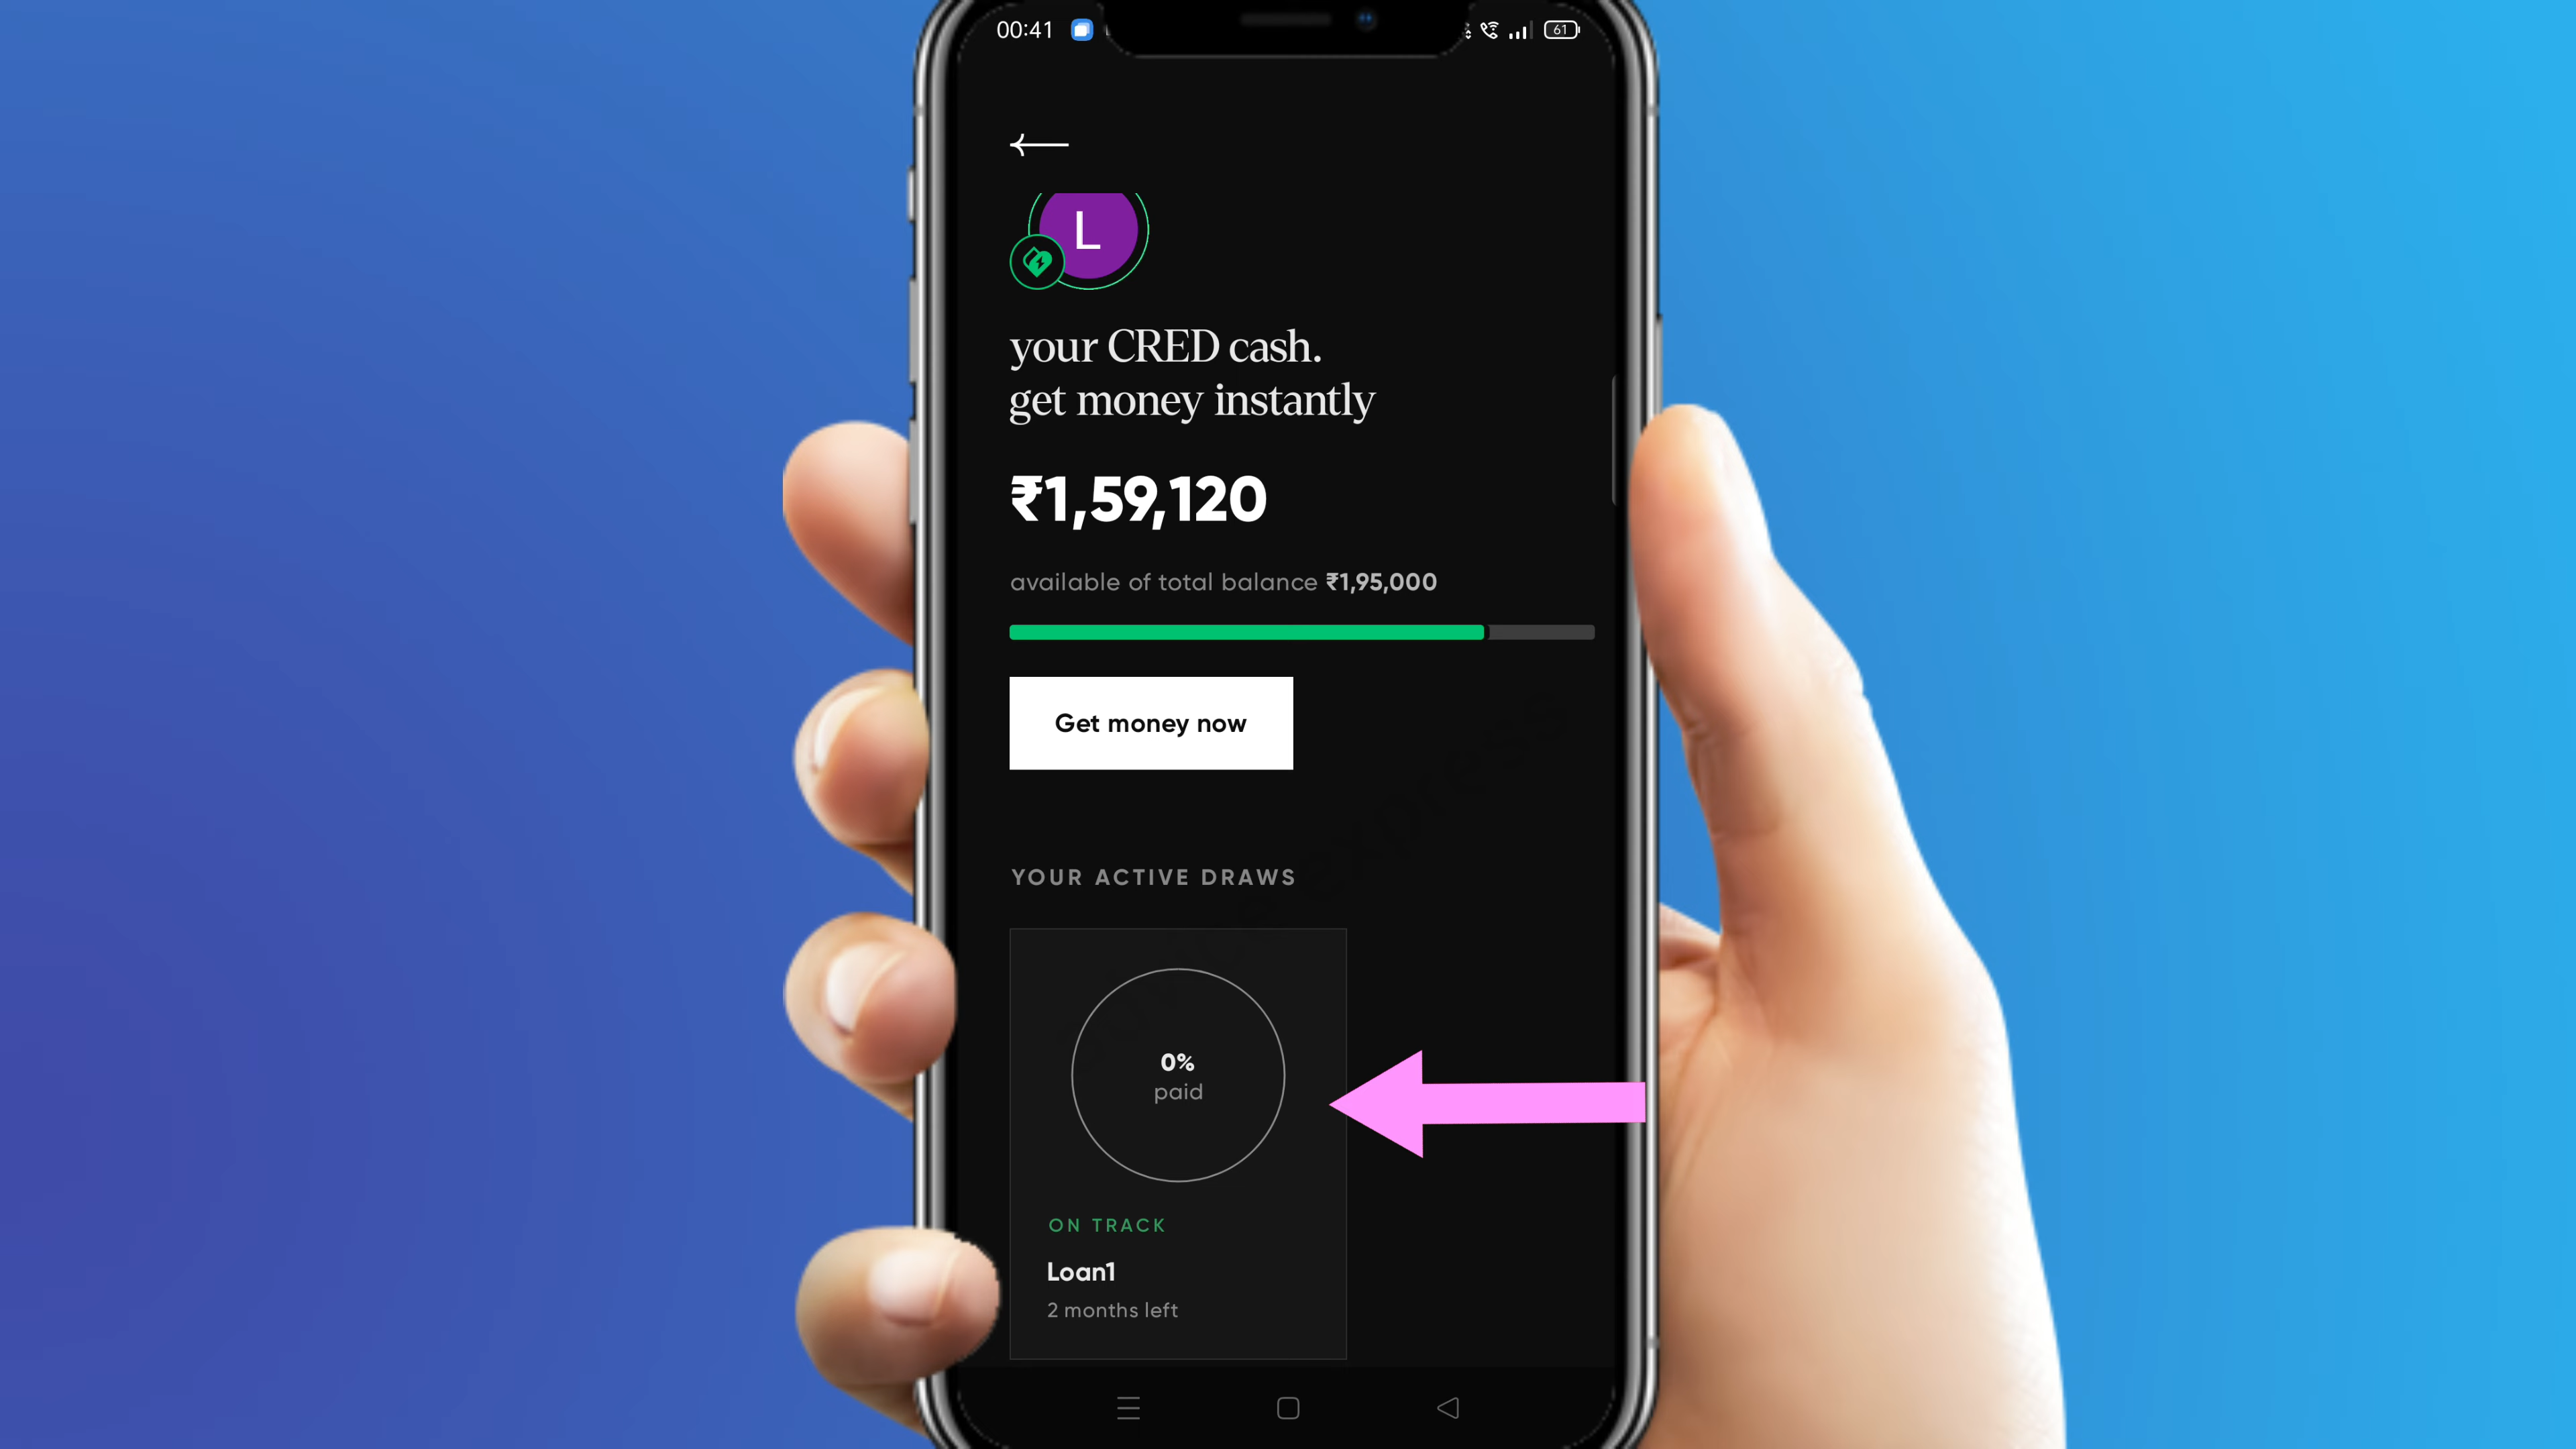 00:41
61
L
your CRED cash.
get money instantly
₹1,59,120
available of total balance ₹1,95,000
Get money now
YOUR ACTIVE DRAWS
0%
paid
ON TRACK
Loan1
2 months left